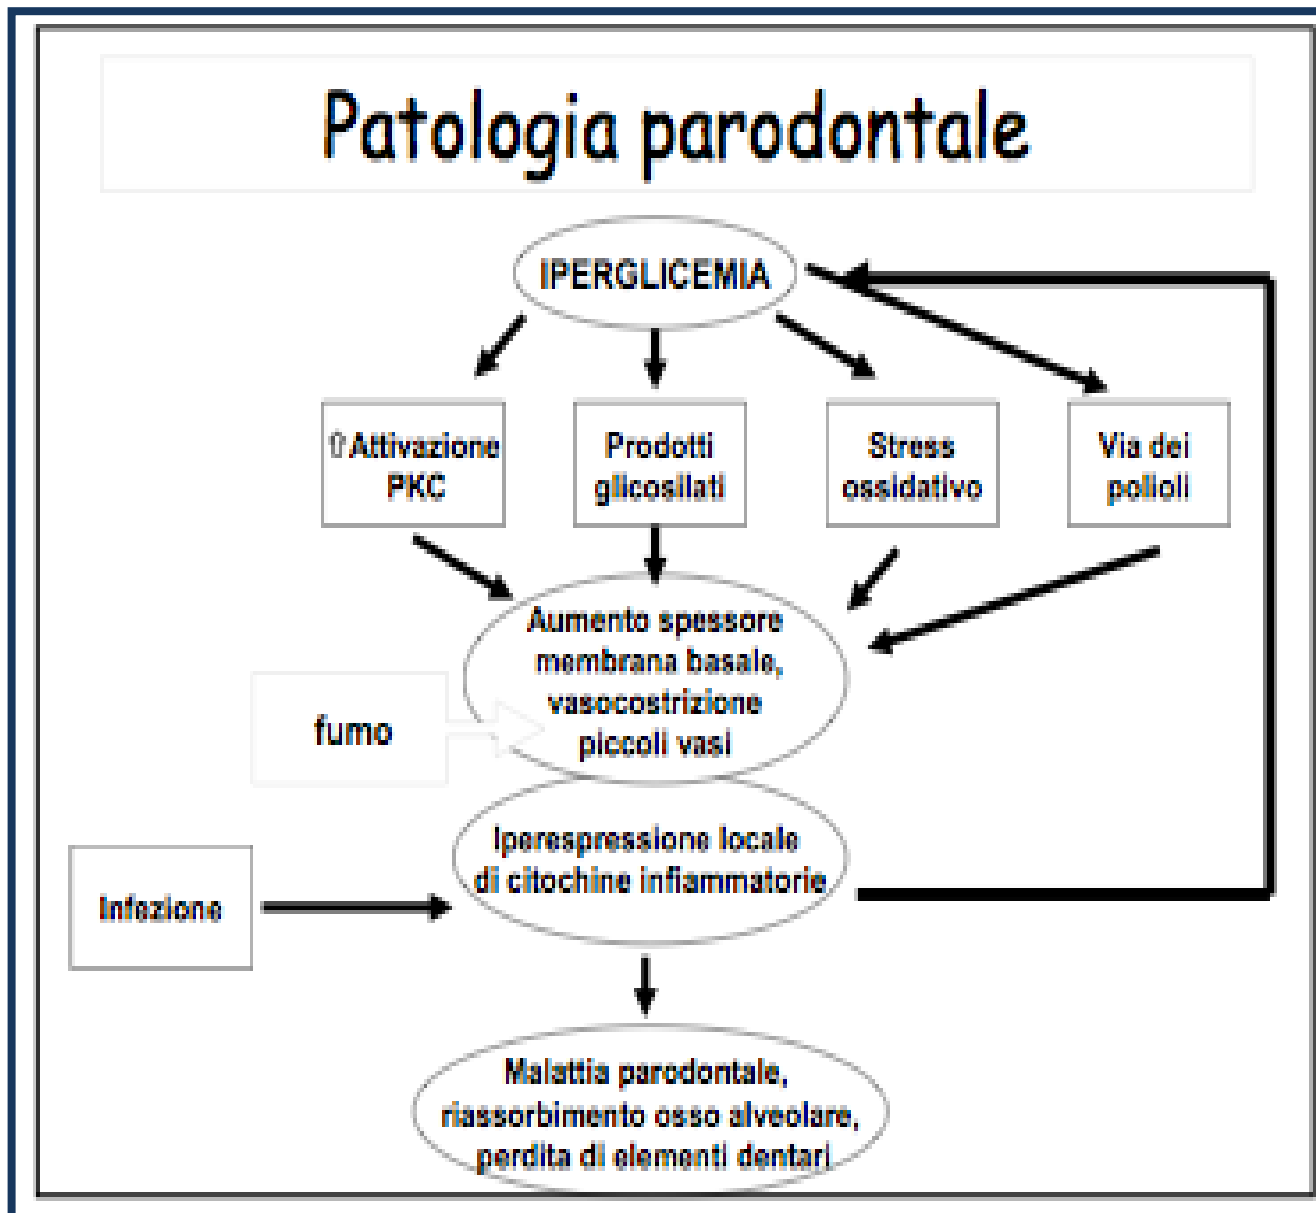 Patologia parodontale
IPERGLICEMIA
⇧Attivazione
PKC
Prodotti
glicosilati
Stress
ossidativo
Via dei
polioli
Aumento spessore
membrana basale,
vasocostrizione
piccoli vasi
fumo
Iperespressione locale
di citochine infiammatorie
Infezione
Malattia parodontale,
riassorbimento osso alveolare,
perdita di elementi dentari